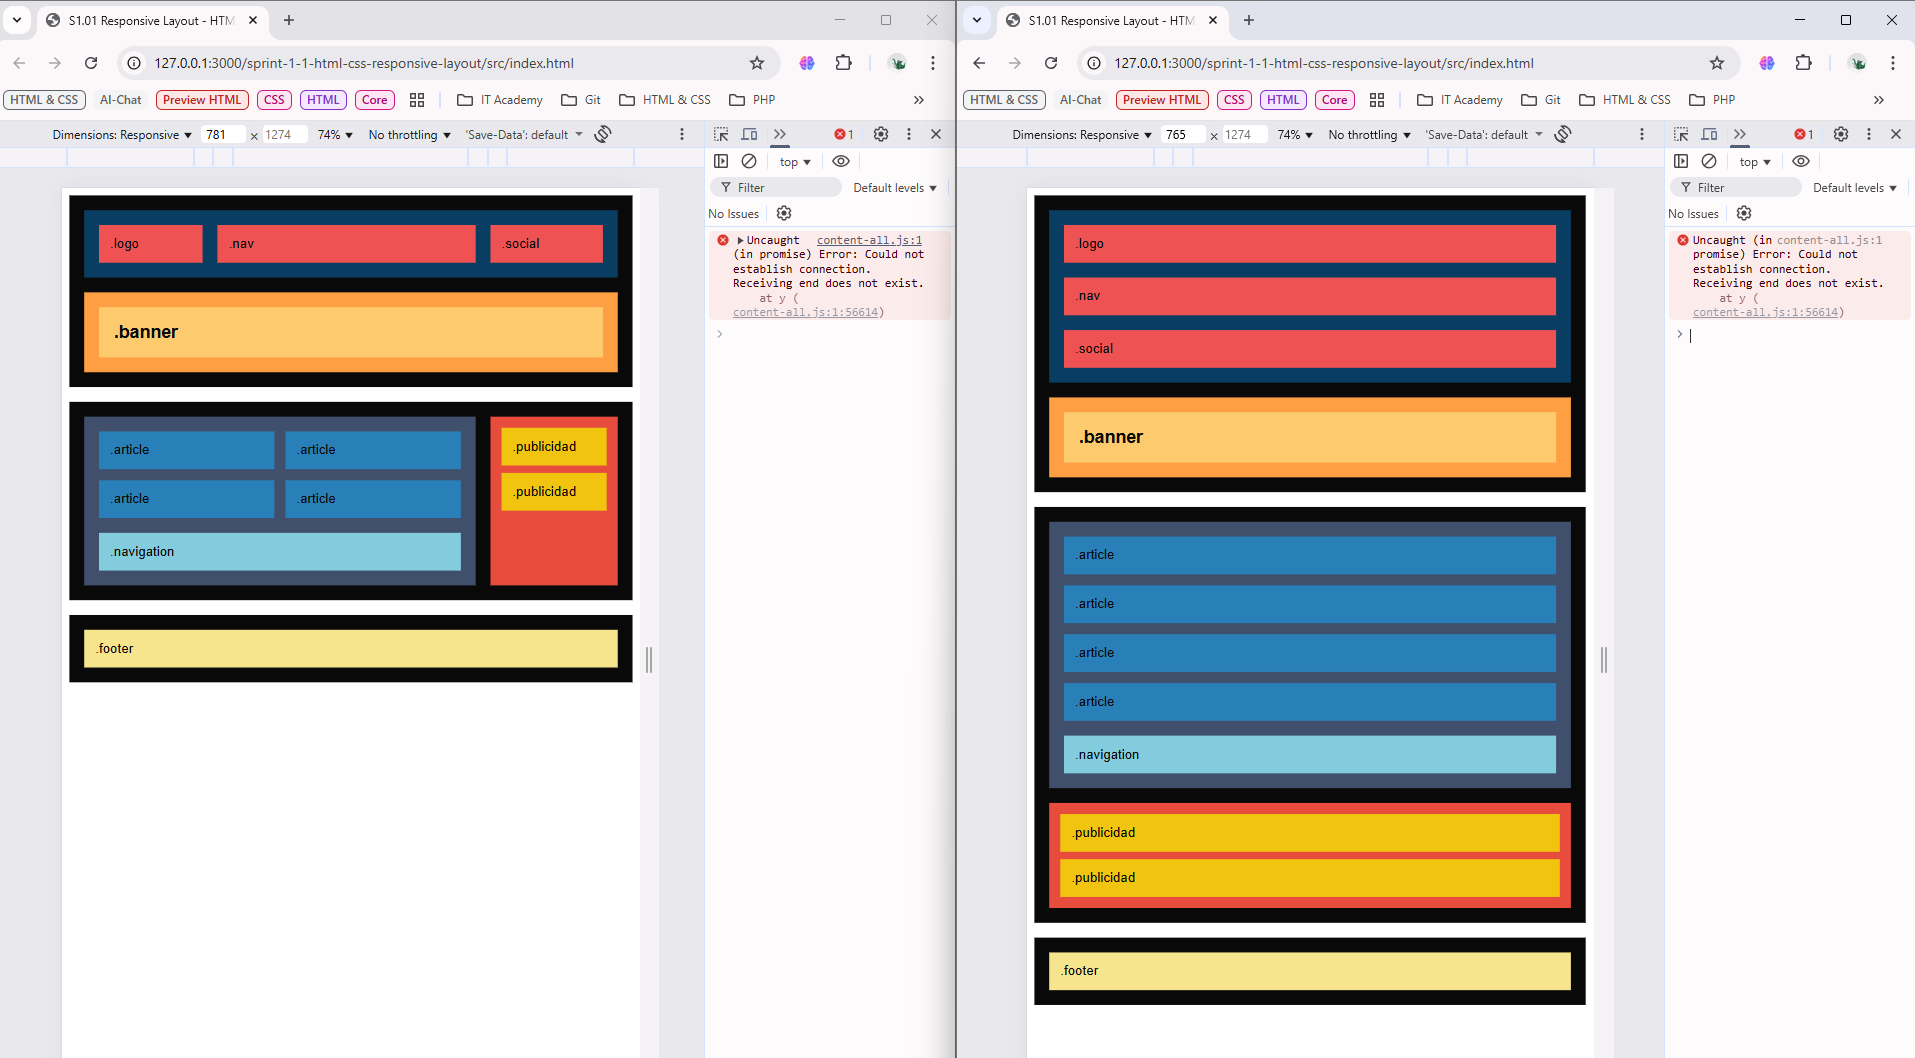 S1.01 Responsive Layout - HTM
127.0.0.1:3000/sprint-1-1-html-css-responsive-layout/src/index.html
HTML & CSS AI-Chat Preview HTML CSS HTML Core IT Academy Git HTML & CSS PHP
Dimensions: Responsive 781 x 1274 74% No throttling 'Save-Data': default 1
top
Filter Default levels
No Issues
Uncaught content-all.js:1
(in promise) Error: Could not
establish connection.
Receiving end does not exist.
at y (
content-all.js:1:56614)
.logo .nav .social
.banner
.article .article
.article .article
.navigation
.publicidad
.publicidad
.footer
S1.01 Responsive Layout - HTM
127.0.0.1:3000/sprint-1-1-html-css-responsive-layout/src/index.html
HTML & CSS AI-Chat Preview HTML CSS HTML Core IT Academy Git HTML & CSS PHP
Dimensions: Responsive 765 x 1274 74% No throttling 'Save-Data': default 1
top
Filter Default levels
No Issues
Uncaught (in content-all.js:1
promise) Error: Could not
establish connection.
Receiving end does not exist.
at y (
content-all.js:1:56614)
.logo
.nav
.social
.banner
.article
.article
.article
.article
.navigation
.publicidad
.publicidad
.footer